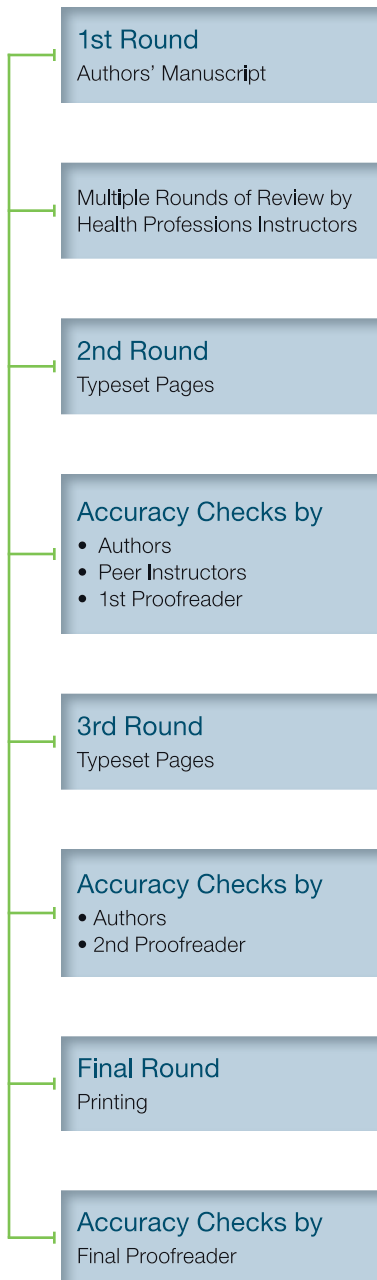 1st Round
Authors’ Manuscript
Multiple Rounds of Review by
Health Professions Instructors
2nd Round
Typeset Pages
Accuracy Checks by
• Authors
• Peer Instructors
• 1st Proofreader
3rd Round
Typeset Pages
Accuracy Checks by
• Authors
• 2nd Proofreader
Final Round
Printing
Accuracy Checks by
Final Proofreader